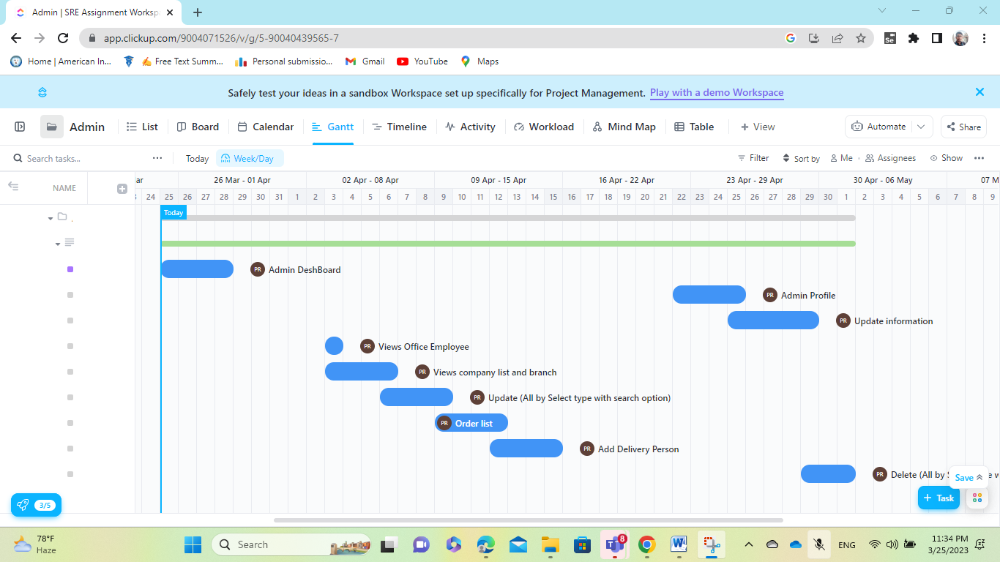 Admin | SRE Assignment Worksp
app.clickup.com/9004071526/v/g/5-90040439565-7
Home | American In... Free Text Summ... Personal submissio... Gmail YouTube Maps
Safely test your ideas in a sandbox Workspace set up specifically for Project Management. Play with a demo Workspace
Admin List Board Calendar Gantt Timeline Activity Workload Mind Map Table + View Automate Share
Search tasks... Today Week/Day Filter Sort by Me Assignees Show
NAME ar 26 Mar - 01 Apr 02 Apr - 08 Apr 09 Apr - 15 Apr 16 Apr - 22 Apr 23 Apr - 29 Apr 30 Apr - 06 May 07 M
24 25 26 27 28 29 30 31 1 2 3 4 5 6 7 8 9 10 11 12 13 14 15 16 17 18 19 20 21 22 23 24 25 26 27 28 29 30 1 2 3 4 5 6 7 8 9
Today
PR Admin DeshBoard
PR Admin Profile
PR Update information
PR Views Office Employee
PR Views company list and branch
PR Update (All by Select type with search option)
PR Order list
PR Add Delivery Person
PR Delete (All by S
Save
3/5
+ Task
78°F
Haze
Search
Se
8
ENG
11:34 PM
3/25/2023